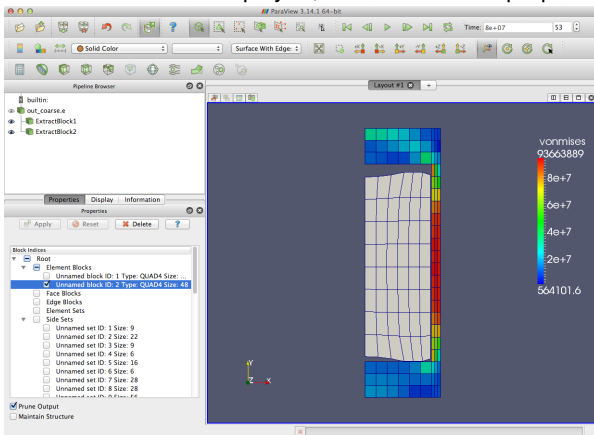 ParaView 3.14.1 64-bit
Time: 8e+07 53
Solid Color Surface With Edges
Layout #1 +
Pipeline Browser
builtin:
out_coarse.e
ExtractBlock1
ExtractBlock2
Properties Display Information
Properties
Apply Reset Delete ?
Block Indices
Root
Element Blocks
Unnamed block ID: 1 Type: QUAD4 Size: ...
Unnamed block ID: 2 Type: QUAD4 Size: 48
Face Blocks
Edge Blocks
Element Sets
Side Sets
Unnamed set ID: 1 Size: 9
Unnamed set ID: 2 Size: 22
Unnamed set ID: 3 Size: 9
Unnamed set ID: 4 Size: 6
Unnamed set ID: 5 Size: 16
Unnamed set ID: 6 Size: 6
Unnamed set ID: 7 Size: 28
Unnamed set ID: 8 Size: 28
Prune Output
Maintain Structure
vonmises
93663889
8e+7
6e+7
4e+7
2e+7
564101.6
Y
Z X